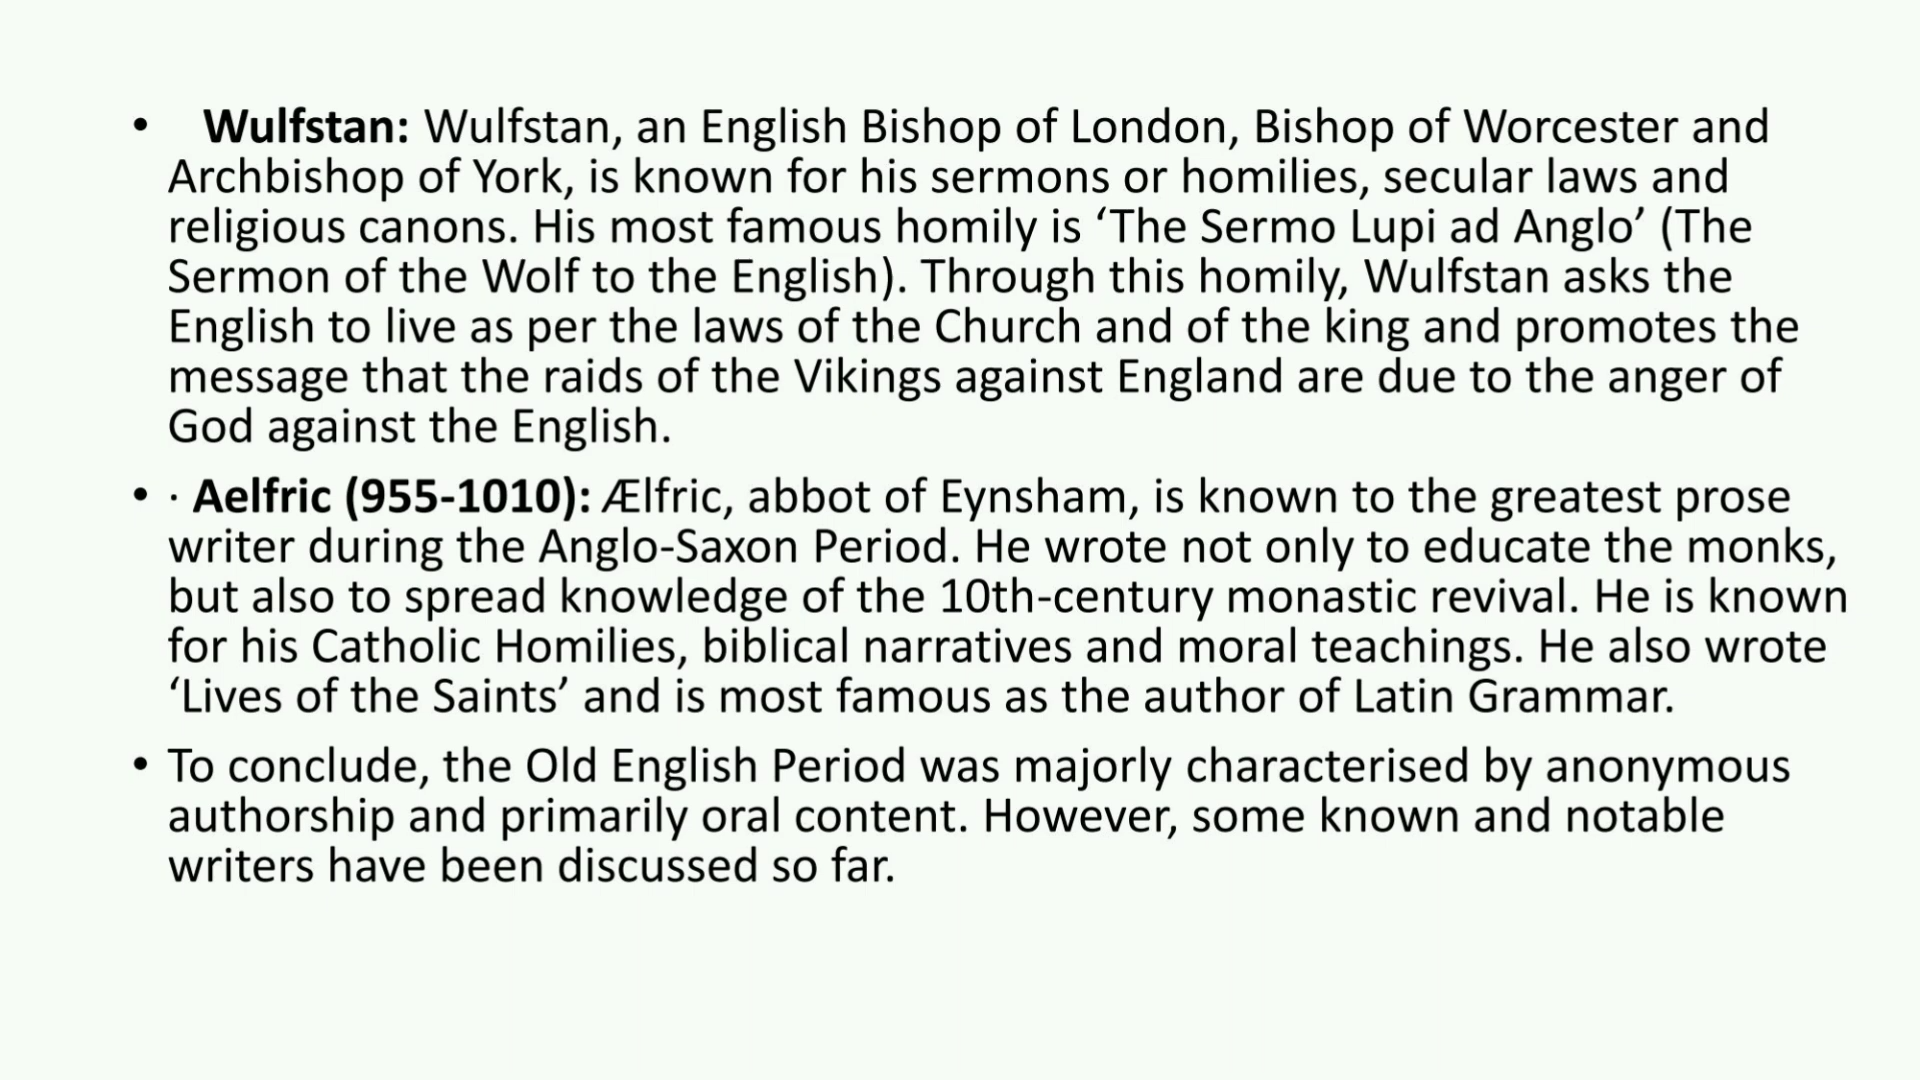 • Wulfstan: Wulfstan, an English Bishop of London, Bishop of Worcester and
Archbishop of York, is known for his sermons or homilies, secular laws and
religious canons. His most famous homily is ‘The Sermo Lupi ad Anglo’ (The
Sermon of the Wolf to the English). Through this homily, Wulfstan asks the
English to live as per the laws of the Church and of the king and promotes the
message that the raids of the Vikings against England are due to the anger of
God against the English.
• · Aelfric (955-1010): Ælfric, abbot of Eynsham, is known to the greatest prose
writer during the Anglo-Saxon Period. He wrote not only to educate the monks,
but also to spread knowledge of the 10th-century monastic revival. He is known
for his Catholic Homilies, biblical narratives and moral teachings. He also wrote
‘Lives of the Saints’ and is most famous as the author of Latin Grammar.
• To conclude, the Old English Period was majorly characterised by anonymous
authorship and primarily oral content. However, some known and notable
writers have been discussed so far.